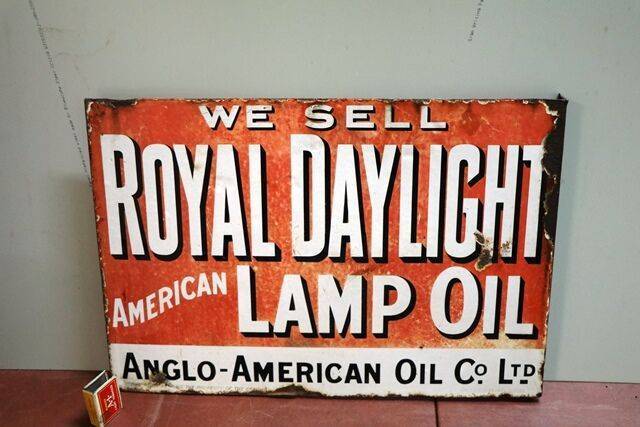 WE SELL
ROYAL DAYLIGHT
AMERICAN LAMP OIL
ANGLO-AMERICAN OIL Co LTD